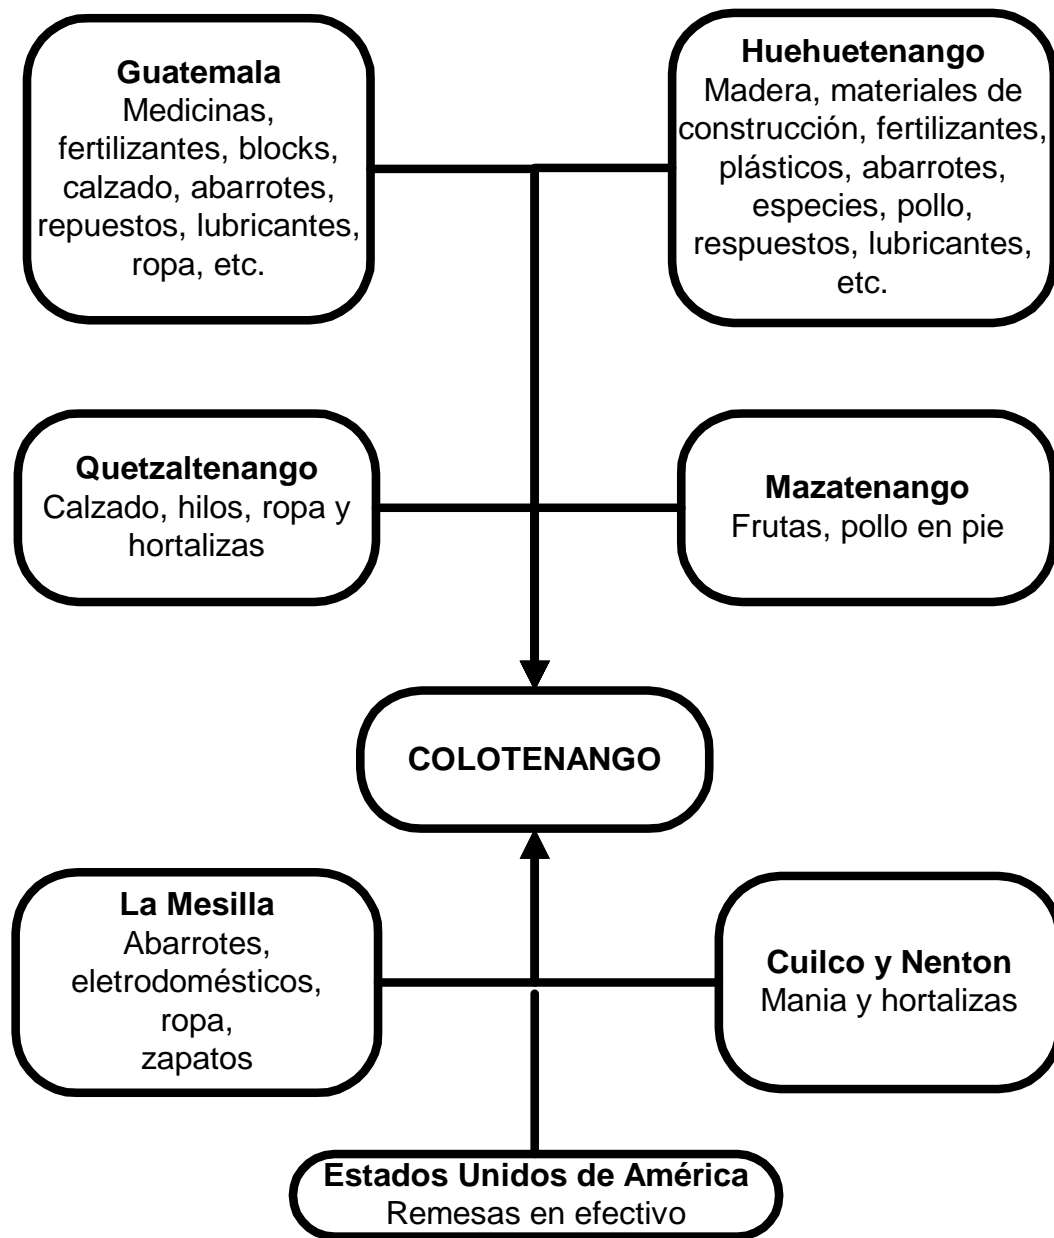 Guatemala
Medicinas,
fertilizantes, blocks,
calzado, abarrotes,
repuestos, lubricantes,
ropa, etc.
Huehuetenango
Madera, materiales de
construcción, fertilizantes,
plásticos, abarrotes,
especies, pollo,
respuestos, lubricantes,
etc.
Quetzaltenango
Calzado, hilos, ropa y
hortalizas
Mazatenango
Frutas, pollo en pie
COLOTENANGO
La Mesilla
Abarrotes,
eletrodomésticos,
ropa,
zapatos
Cuilco y Nenton
Mania y hortalizas
Estados Unidos de América
Remesas en efectivo